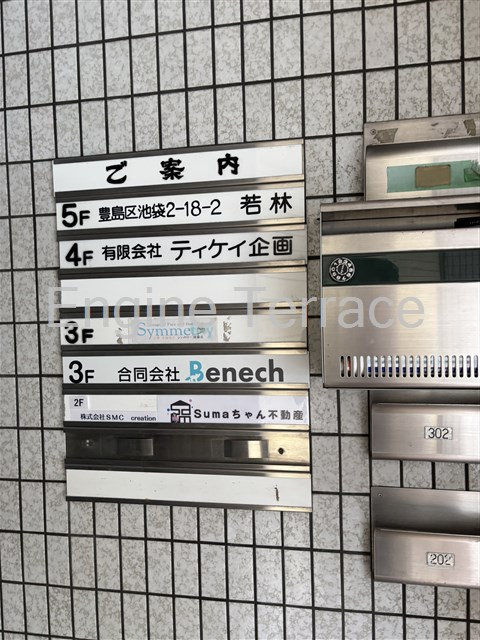 ご案内
5F 豊島区池袋2-18-2 若林
4F 有限会社 ティケイ企画
Engine Terrace
3F Symmetry
3F 合同会社 Benech
2F
株式会社SMC creation Sumaちゃん不動産
302
202